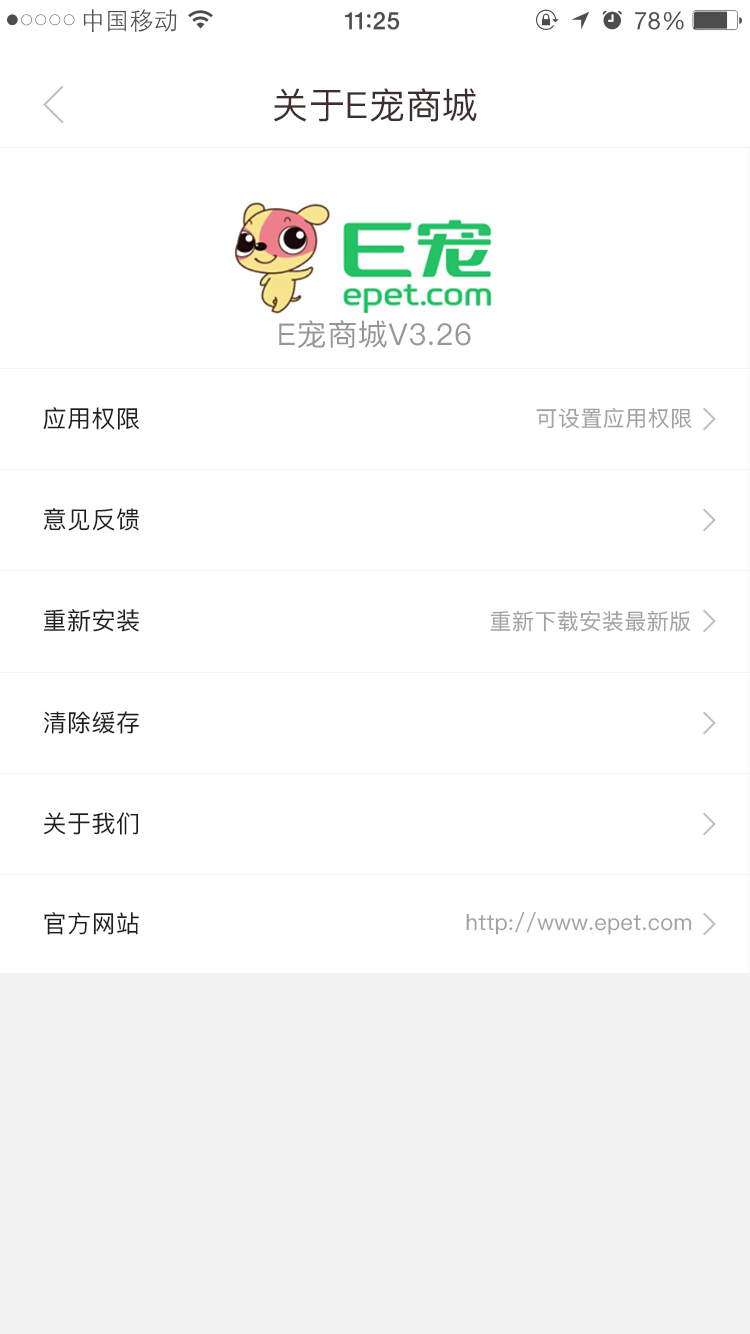 中国移动 11:25 78%
关于E宠商城
E宠
epet.com
E宠商城V3.26
应用权限 可设置应用权限
意见反馈
重新安装 重新下载安装最新版
清除缓存
关于我们
官方网站 http://www.epet.com